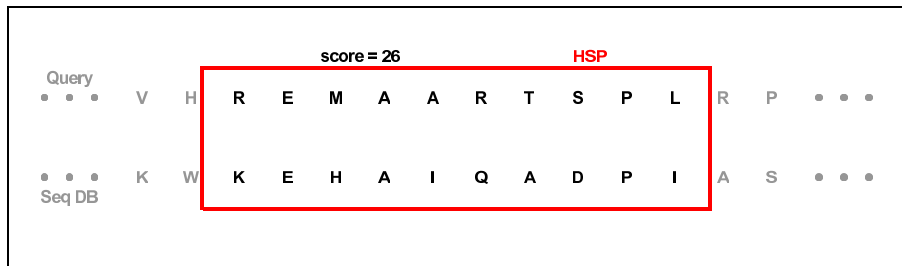 score = 26 HSP
Query
• • • V H R E M A A R T S P L R P • • •
• • • K W K E H A I Q A D P I A S • • •
Seq DB